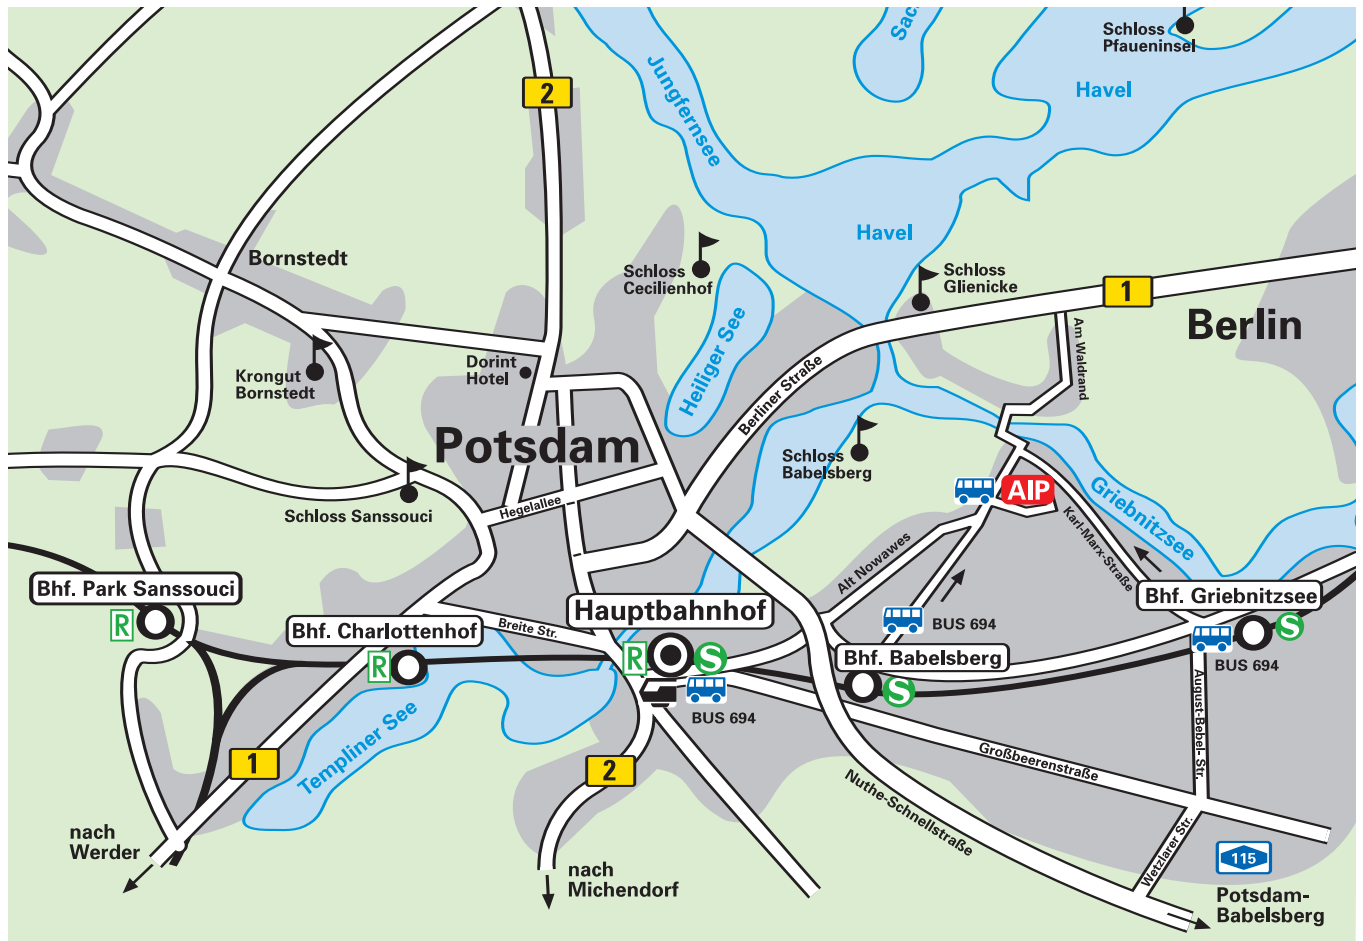 Sac
Schloss
Pfaueninsel
Jungfernsee
2
Havel
Havel
Bornstedt
Schloss
Cecilienhof
Schloss
Glienicke
1
Berlin
Heiliger See
Am Waldrand
Dorint
Hotel
Krongut
Bornstedt
Berliner Straße
Potsdam
Schloss
Babelsberg
Schloss Sanssouci
Hegelallee
AIP
Griebnitzsee
Karl-Marx-Straße
Alt Nowawes
Bhf. Park Sanssouci
R
Bhf. Charlottenhof
R
Breite Str.
Hauptbahnhof
R
S
BUS 694
BUS 694
Bhf. Babelsberg
S
Bhf. Griebnitzsee
S
BUS 694
August-Bebel-Str.
Templiner See
1
2
Großbeerenstraße
Nuthe-Schnellstraße
Wetzlarer Str.
nach
Werder
nach
Michendorf
115
Potsdam-
Babelsberg